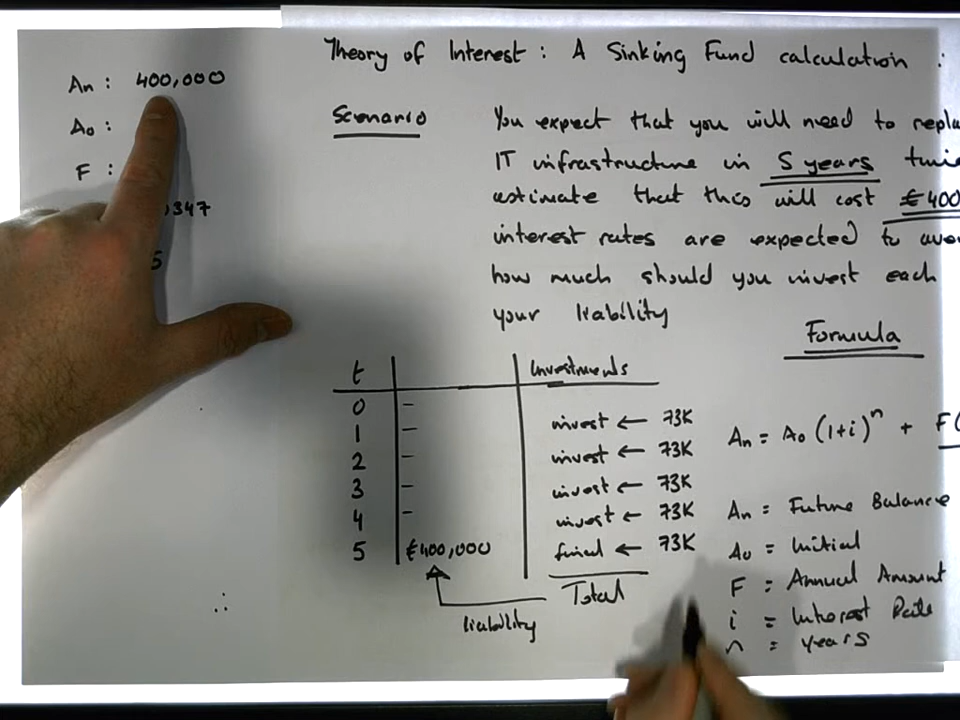 Theory of Interest : A Sinking Fund calculation :
An : 400,000
Ao :
F :
347
5
Scenario
You expect that you will need to repla
IT infrastructure in 5 years
estimate that this will cost €400
interest rates are expected to
how much should you invest each
your liability
Formula
t Investments
0 -
1 - invest ← 73K
2 - invest ← 73K
3 - invest ← 73K
4 - invest ← 73K
5 €400,000 final ← 73K
Total
liability
An = Ao (1+i)^n + F(
An = Future Balance
Ao = Initial
F = Annual Amount
i = Interest Rate
n = years